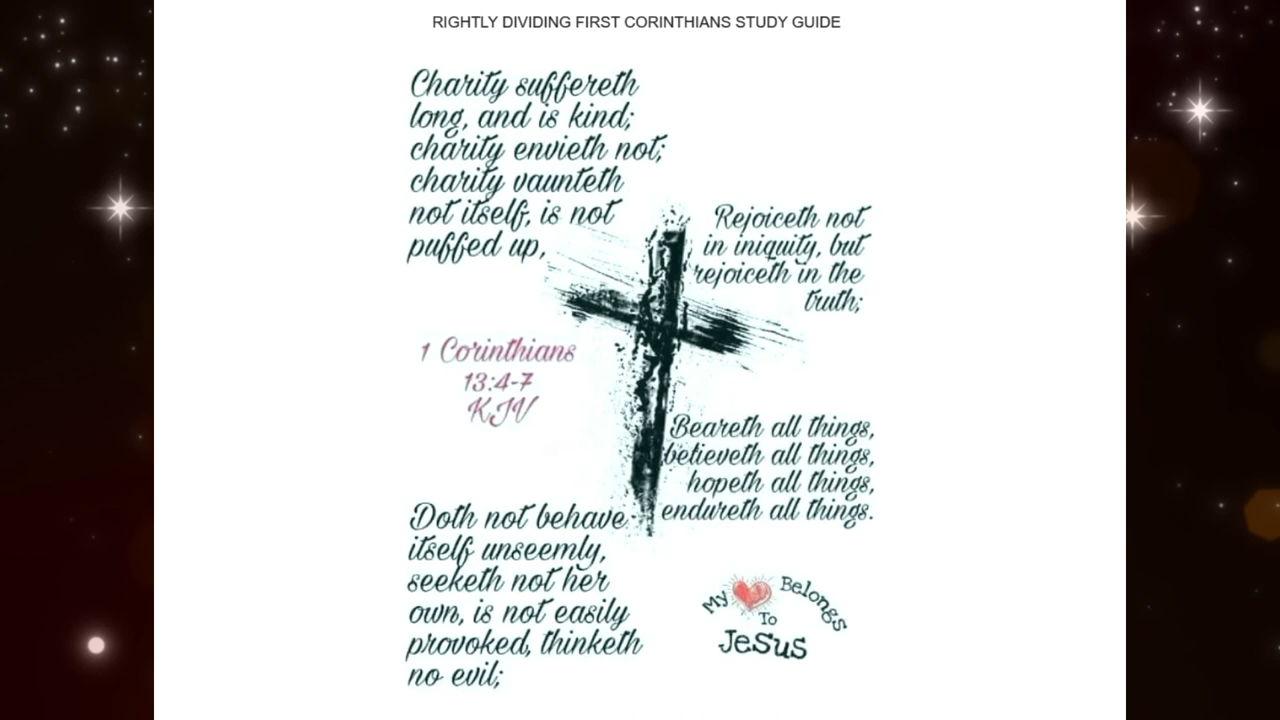 RIGHTLY DIVIDING FIRST CORINTHIANS STUDY GUIDE
Charity suffereth
long, and is kind;
charity envieth not;
charity vaunteth
not itself, is not
puffed up,
1 Corinthians
13:4-7
KJV
Doth not behave
itself unseemly,
seeketh not her
own, is not easily
provoked, thinketh
no evil;
Rejoiceth not
in iniquity, but
rejoiceth in the
truth;
Beareth all things,
believeth all things,
hopeth all things,
endureth all things.
My Belongs
To
Jesus